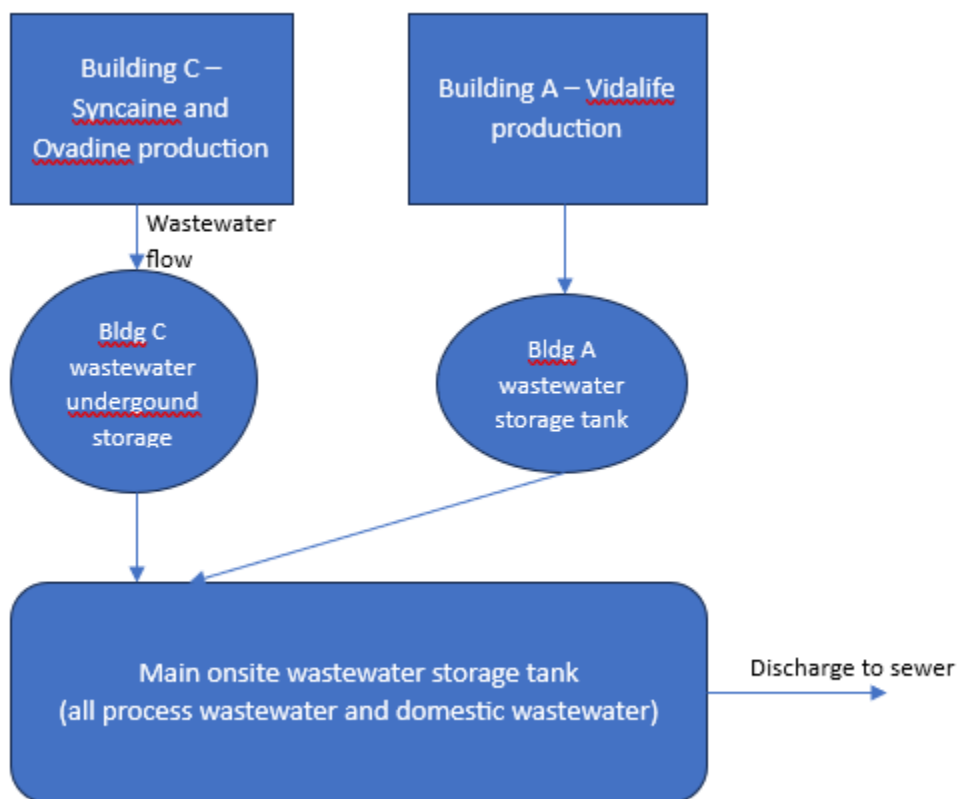 Building C –
Syncaine and
Ovadine production
Building A – Vidalife
production
Wastewater
flow
Bldg C
wastewater
undergound
storage
Bldg A
wastewater
storage tank
Main onsite wastewater storage tank
(all process wastewater and domestic wastewater)
Discharge to sewer